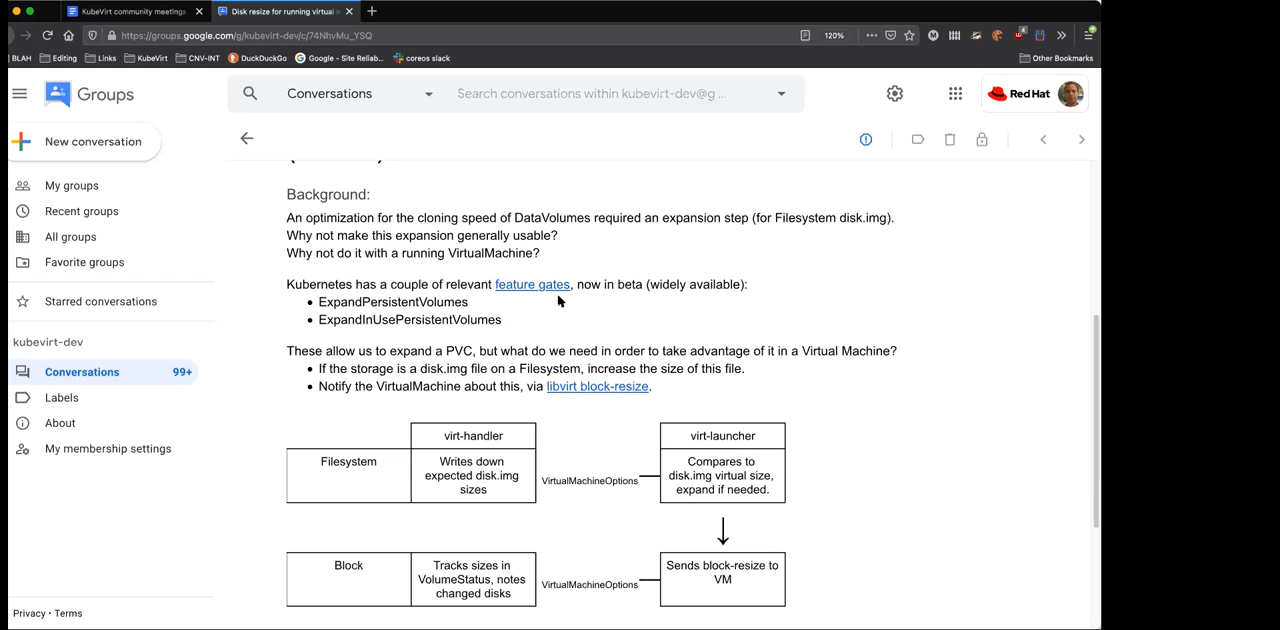 KubeVirt community meetings
Disk resize for running virtual
https://groups.google.com/g/kubevirt-dev/c/74NhvMu_YSQ
120%
4
BLAH
Editing
Links
KubeVirt
CNV-INT
DuckDuckGo
Google - Site Reliab...
coreos slack
Other Bookmarks
Groups
Conversations
Search conversations within kubevirt-dev@g ...
Red Hat
New conversation
My groups
Recent groups
All groups
Favorite groups
Starred conversations
kubevirt-dev
Conversations 99+
Labels
About
My membership settings
Privacy • Terms
Background:
An optimization for the cloning speed of DataVolumes required an expansion step (for Filesystem disk.img).
Why not make this expansion generally usable?
Why not do it with a running VirtualMachine?
Kubernetes has a couple of relevant feature gates, now in beta (widely available):
• ExpandPersistentVolumes
• ExpandInUsePersistentVolumes
These allow us to expand a PVC, but what do we need in order to take advantage of it in a Virtual Machine?
• If the storage is a disk.img file on a Filesystem, increase the size of this file.
• Notify the VirtualMachine about this, via libvirt block-resize.
virt-handler
virt-launcher
Filesystem
Writes down
expected disk.img
sizes
VirtualMachineOptions
Compares to
disk.img virtual size,
expand if needed.
Block
Tracks sizes in
VolumeStatus, notes
changed disks
VirtualMachineOptions
Sends block-resize to
VM